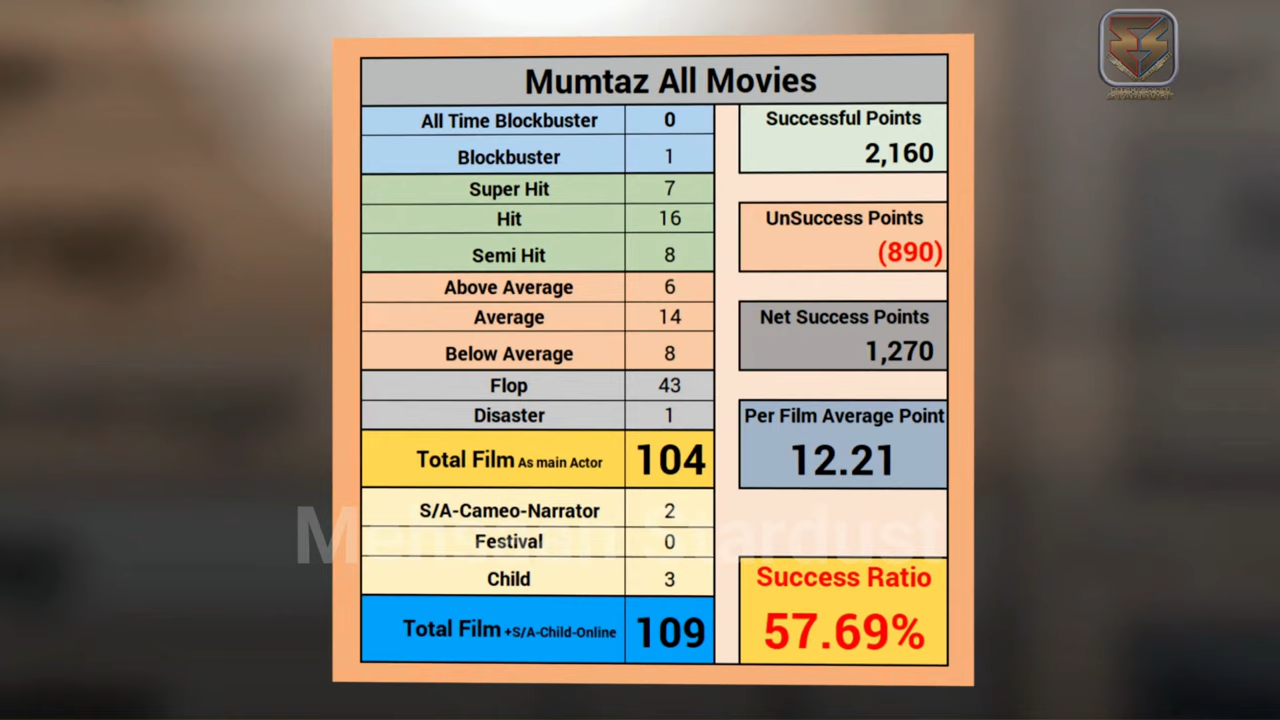 Mumtaz All Movies
All Time Blockbuster 0
Blockbuster 1
Super Hit 7
Hit 16
Semi Hit 8
Above Average 6
Average 14
Below Average 8
Flop 43
Disaster 1
Total Film As main Actor 104
S/A-Cameo-Narrator 2
Festival 0
Child 3
Total Film +S/A-Child-Online 109
Successful Points
2,160
UnSuccess Points
(890)
Net Success Points
1,270
Per Film Average Point
12.21
Success Ratio
57.69%
Stardust